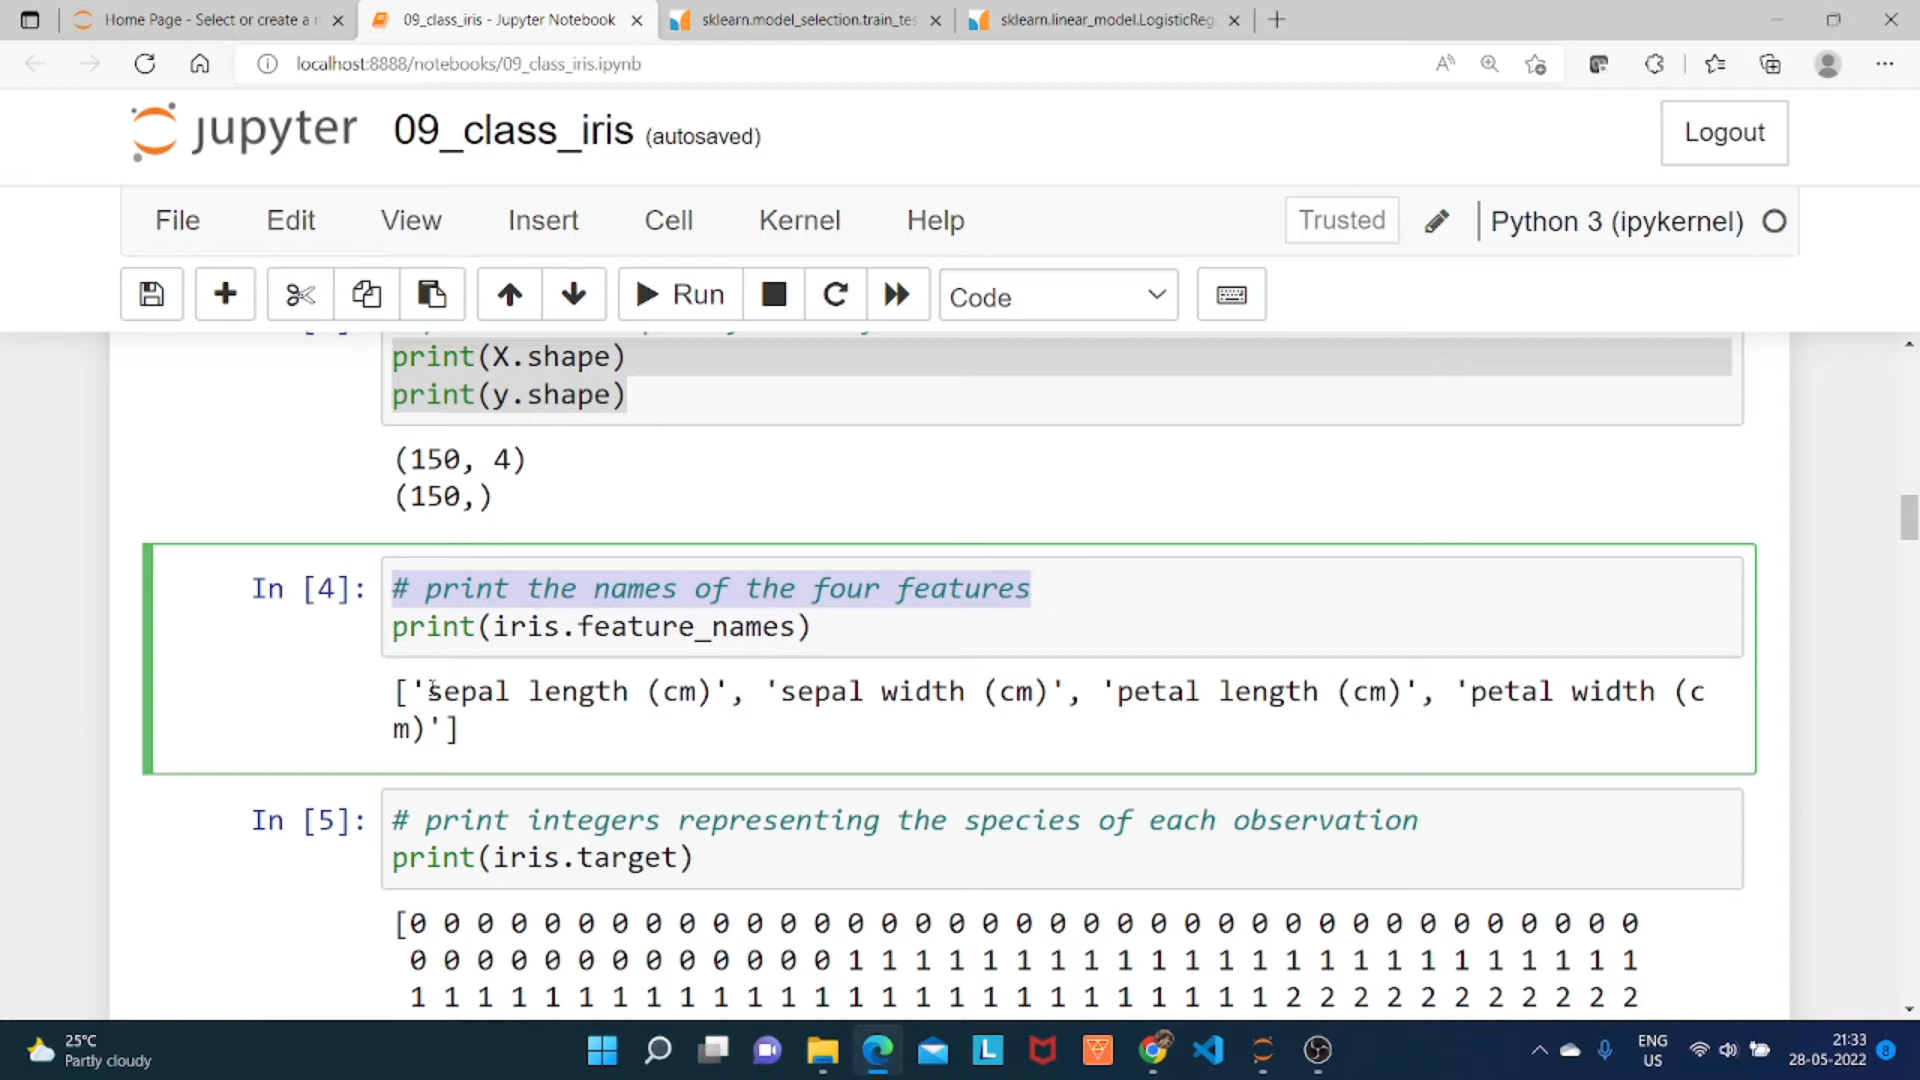 Home Page - Select or create a n
09_class_iris - Jupyter Notebook
sklearn.model_selection.train_tes
sklearn.linear_model.LogisticReg
localhost:8888/notebooks/09_class_iris.ipynb
jupyter 09_class_iris (autosaved)
Logout
File Edit View Insert Cell Kernel Help
Trusted
Python 3 (ipykernel)
Run
Code
print(X.shape)
print(y.shape)
(150, 4)
(150,)
In [4]: # print the names of the four features
print(iris.feature_names)
['sepal length (cm)', 'sepal width (cm)', 'petal length (cm)', 'petal width (c
m)']
In [5]: # print integers representing the species of each observation
print(iris.target)
[0 0 0 0 0 0 0 0 0 0 0 0 0 0 0 0 0 0 0 0 0 0 0 0 0 0 0 0 0 0 0 0 0 0 0 0 0
0 0 0 0 0 0 0 0 0 0 0 0 0 1 1 1 1 1 1 1 1 1 1 1 1 1 1 1 1 1 1 1 1 1 1 1 1
1 1 1 1 1 1 1 1 1 1 1 1 1 1 1 1 1 1 1 1 1 1 1 1 1 1 2 2 2 2 2 2 2 2 2 2 2
25°C
Partly cloudy
ENG
US
21:33
28-05-2022
8